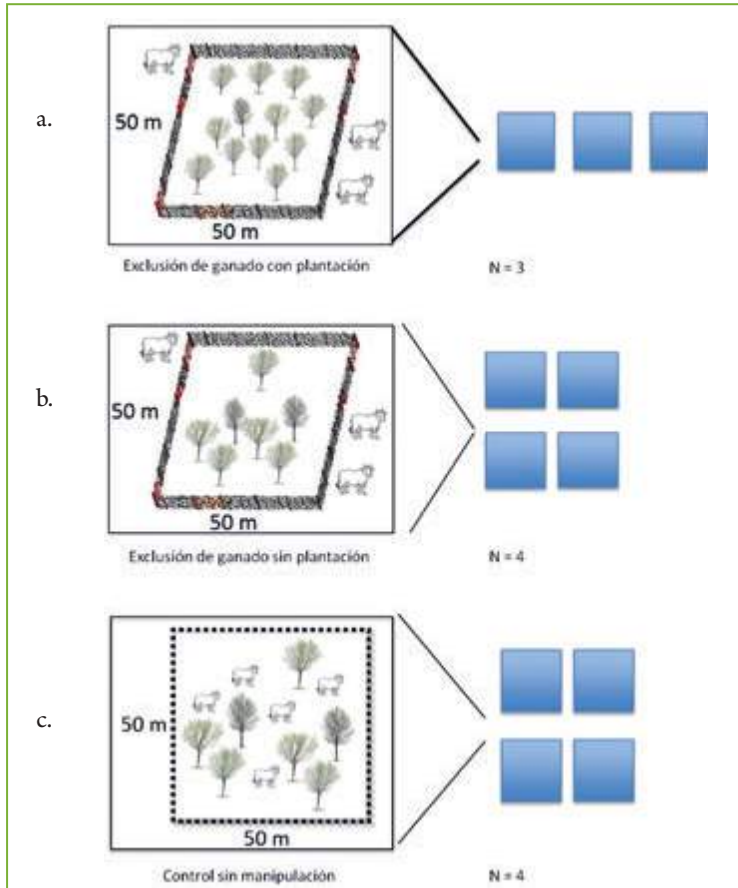 a.
50 m
50 m
Exclusión de ganado con plantación
N = 3
b.
50 m
50 m
Exclusión de ganado sin plantación
N = 4
c.
50 m
50 m
Control sin manipulación
N = 4